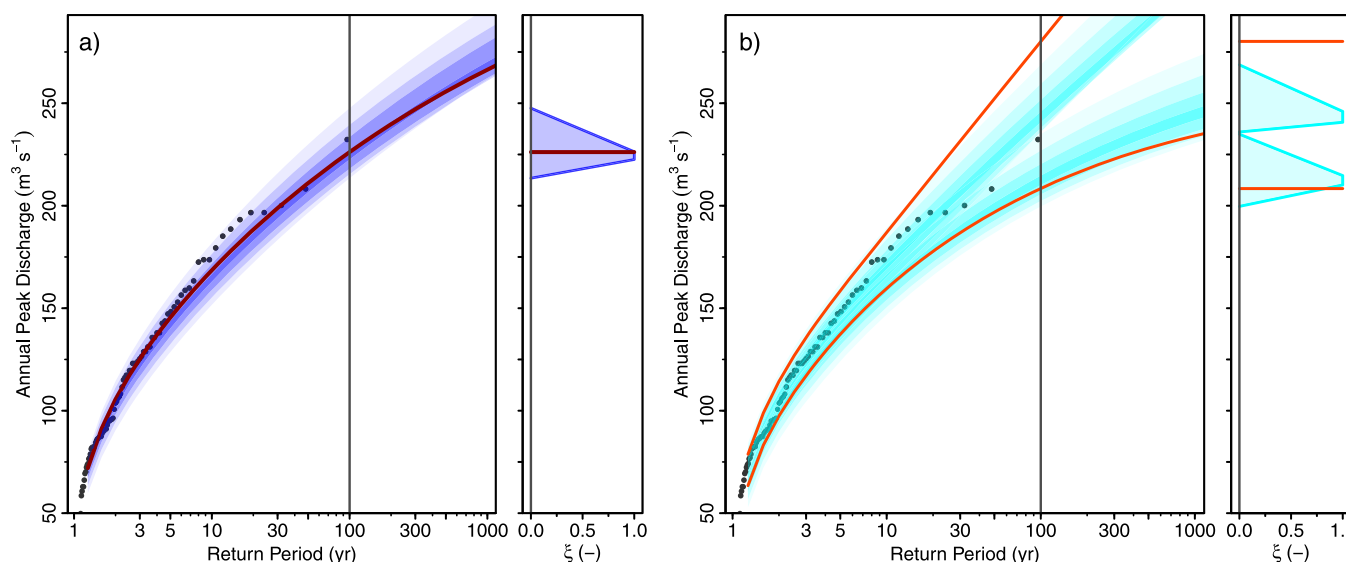 a)
Annual Peak Discharge (m³ s⁻¹)
50
100
150
200
250
1 3 5 10 30 100 300 1000
Return Period (yr)
0.0 0.5 1.0
ξ (−)
b)
Annual Peak Discharge (m³ s⁻¹)
50
100
150
200
250
1 3 5 10 30 100 300 1000
Return Period (yr)
0.0 0.5 1.
ξ (−)